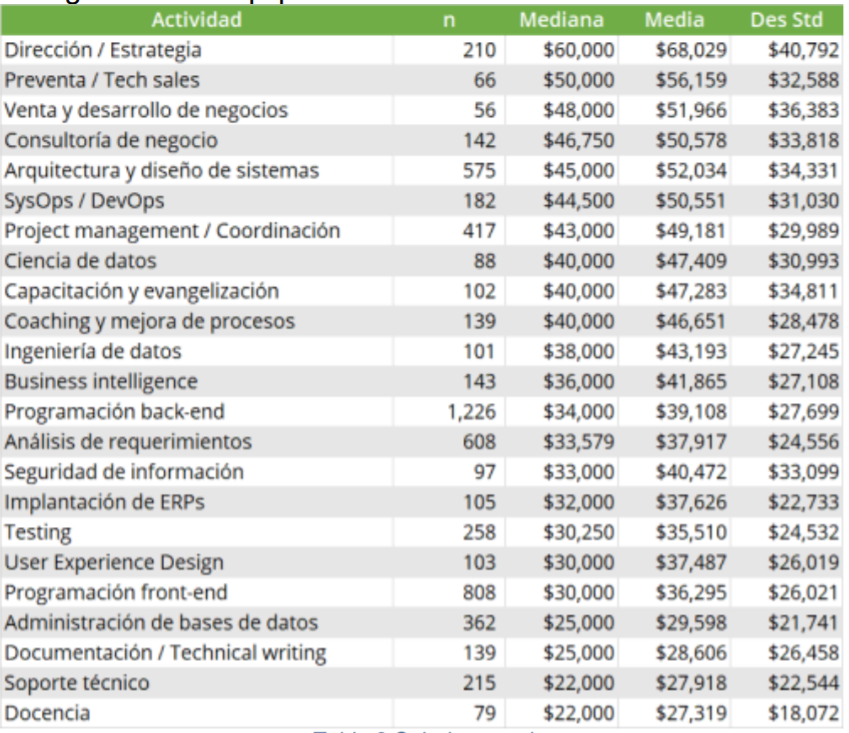 Actividad n Mediana Media Des Std
Dirección / Estrategia 210 $60,000 $68,029 $40,792
Preventa / Tech sales 66 $50,000 $56,159 $32,588
Venta y desarrollo de negocios 56 $48,000 $51,966 $36,383
Consultoría de negocio 142 $46,750 $50,578 $33,818
Arquitectura y diseño de sistemas 575 $45,000 $52,034 $34,331
SysOps / DevOps 182 $44,500 $50,551 $31,030
Project management / Coordinación 417 $43,000 $49,181 $29,989
Ciencia de datos 88 $40,000 $47,409 $30,993
Capacitación y evangelización 102 $40,000 $47,283 $34,811
Coaching y mejora de procesos 139 $40,000 $46,651 $28,478
Ingeniería de datos 101 $38,000 $43,193 $27,245
Business intelligence 143 $36,000 $41,865 $27,108
Programación back-end 1,226 $34,000 $39,108 $27,699
Análisis de requerimientos 608 $33,579 $37,917 $24,556
Seguridad de información 97 $33,000 $40,472 $33,099
Implantación de ERPs 105 $32,000 $37,626 $22,733
Testing 258 $30,250 $35,510 $24,532
User Experience Design 103 $30,000 $37,487 $26,019
Programación front-end 808 $30,000 $36,295 $26,021
Administración de bases de datos 362 $25,000 $29,598 $21,741
Documentación / Technical writing 139 $25,000 $28,606 $26,458
Soporte técnico 215 $22,000 $27,918 $22,544
Docencia 79 $22,000 $27,319 $18,072